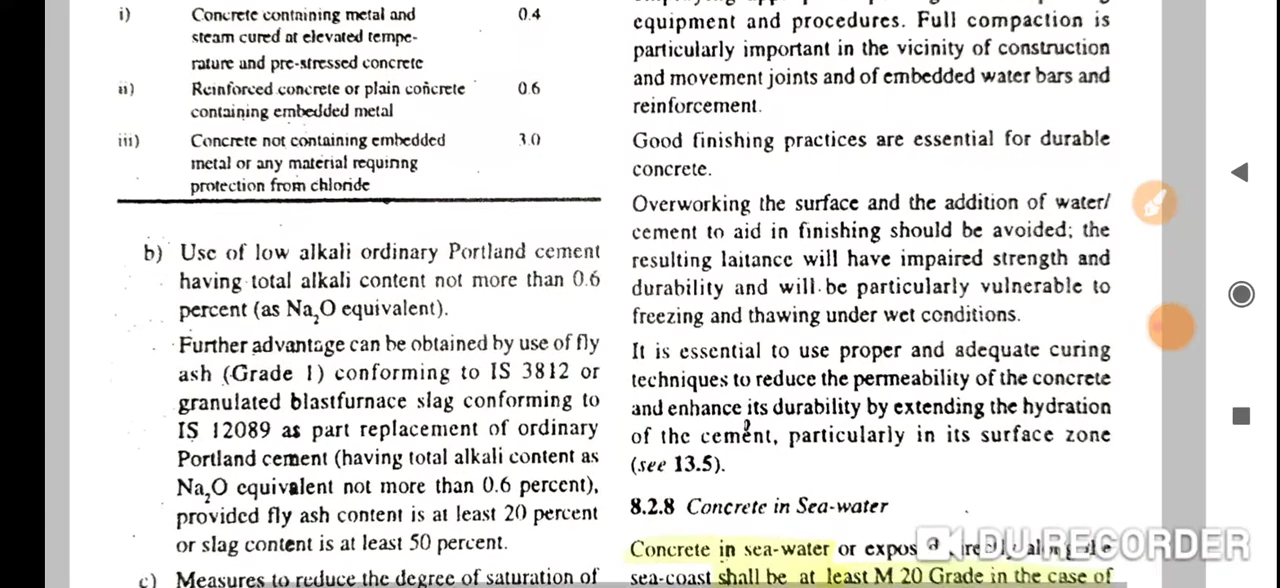 i) Concrete containing metal and 0.4
steam cured at elevated tempe-
rature and pre-stressed concrete
ii) Reinforced concrete or plain concrete 0.6
containing embedded metal
iii) Concrete not containing embedded 3.0
metal or any material requiring
protection from chloride
b) Use of low alkali ordinary Portland cement
having total alkali content not more than 0.6
percent (as Na₂O equivalent).
Further advantage can be obtained by use of fly
ash (Grade 1) conforming to IS 3812 or
granulated blastfurnace slag conforming to
IS 12089 as part replacement of ordinary
Portland cement (having total alkali content as
Na₂O equivalent not more than 0.6 percent),
provided fly ash content is at least 20 percent
or slag content is at least 50 percent.
c) Measures to reduce the degree of saturation of
equipment and procedures. Full compaction is
particularly important in the vicinity of construction
and movement joints and of embedded water bars and
reinforcement.
Good finishing practices are essential for durable
concrete.
Overworking the surface and the addition of water/
cement to aid in finishing should be avoided; the
resulting laitance will have impaired strength and
durability and will be particularly vulnerable to
freezing and thawing under wet conditions.
It is essential to use proper and adequate curing
techniques to reduce the permeability of the concrete
and enhance its durability by extending the hydration
of the cement, particularly in its surface zone
(see 13.5).
8.2.8 Concrete in Sea-water
Concrete in sea-water or
sea-coast shall be at least M 20 Grade in the case of
DU RECORDER